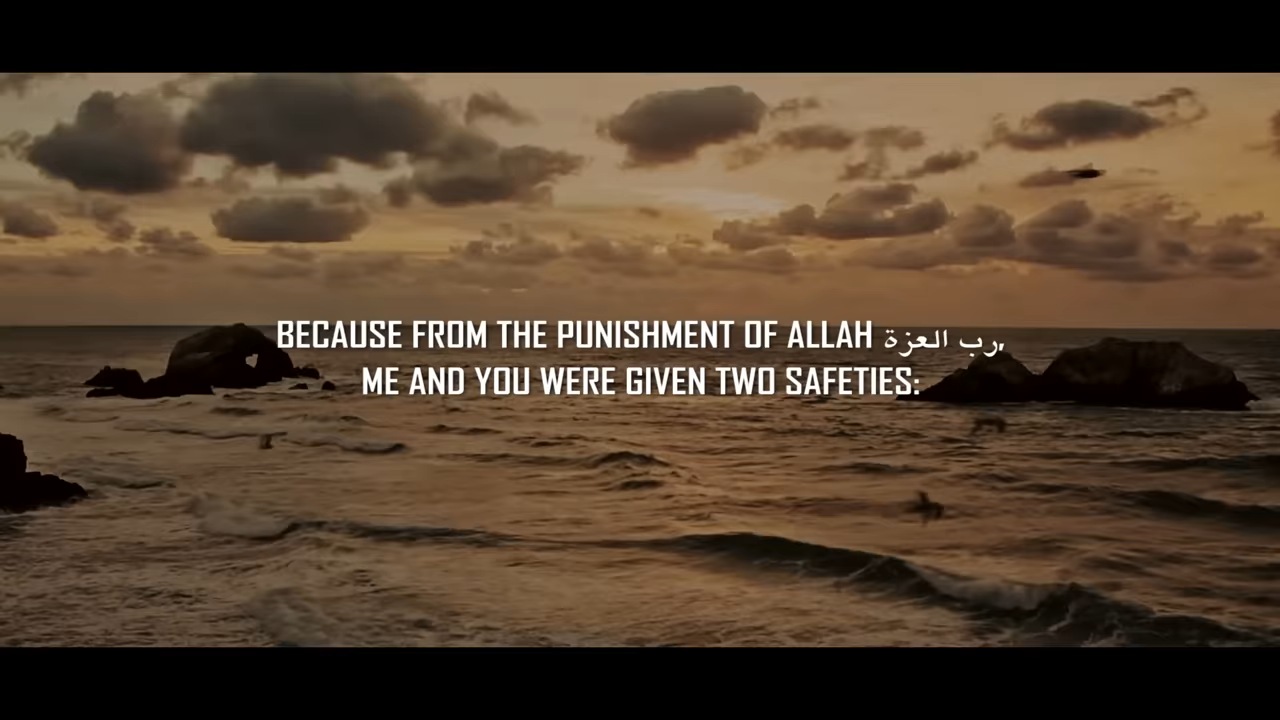 BECAUSE FROM THE PUNISHMENT OF ALLAH رب العزة,
ME AND YOU WERE GIVEN TWO SAFETIES: